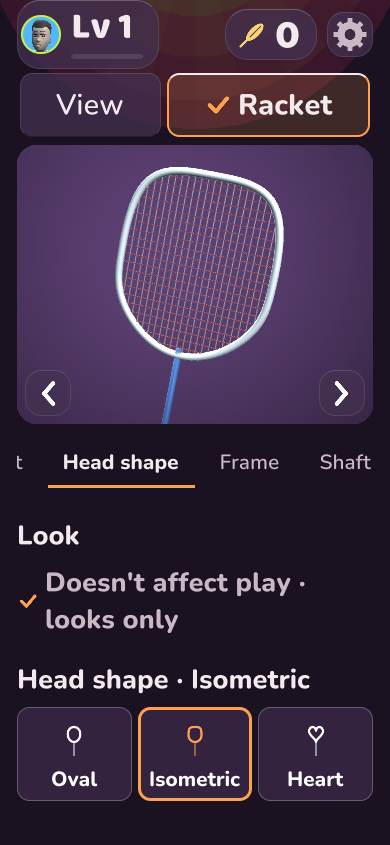 Lv 1
0
View
Racket
t
Head shape
Frame
Shaft
Look
Doesn't affect play ·
looks only
Head shape · Isometric
Oval
Isometric
Heart